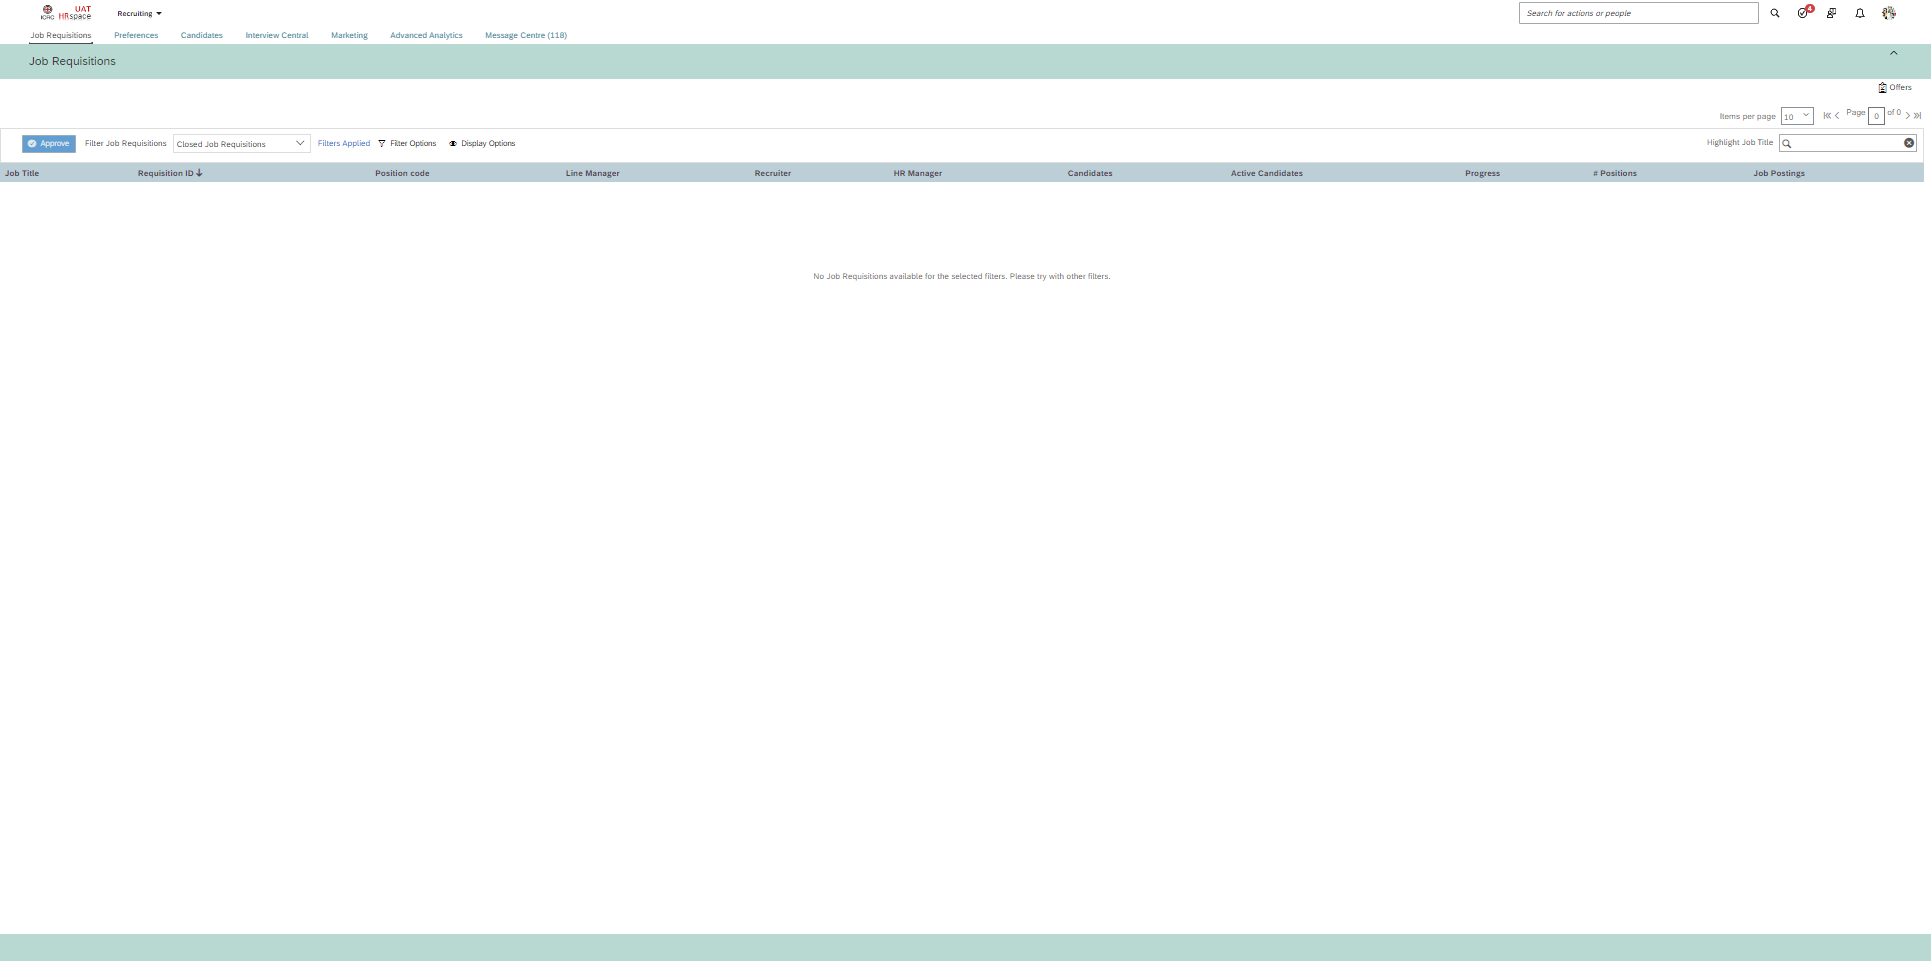 ICRC UAT HRspace Recruiting Search for actions or people 4
Job Requisitions Preferences Candidates Interview Central Marketing Advanced Analytics Message Centre (118)
Job Requisitions
Offers
Items per page 10 Page 0 of 0
Approve Filter Job Requisitions Closed Job Requisitions Filters Applied Filter Options Display Options Highlight Job Title
Job Title Requisition ID Position code Line Manager Recruiter HR Manager Candidates Active Candidates Progress # Positions Job Postings
No Job Requisitions available for the selected filters. Please try with other filters.